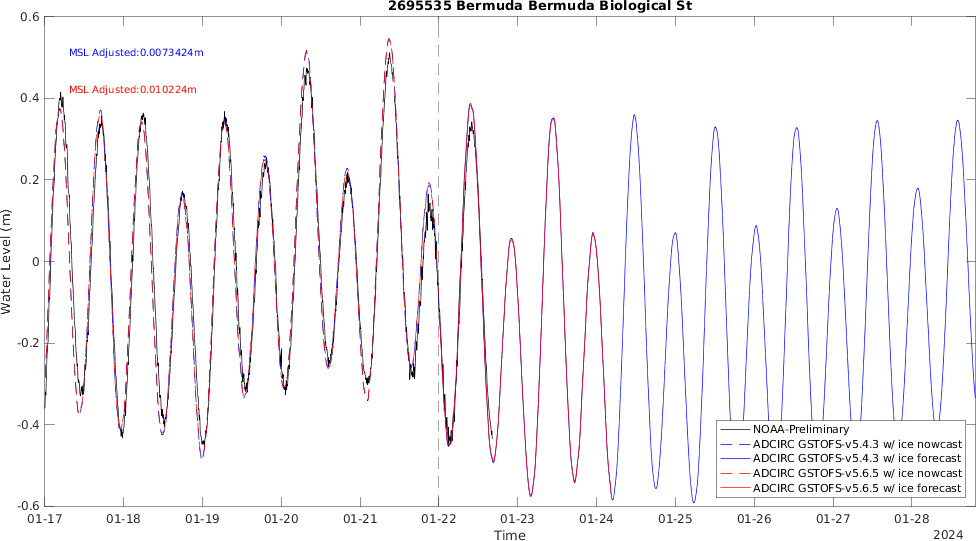 2695535 Bermuda Bermuda Biological St
0.6
0.4
0.2
0
-0.2
-0.4
-0.6
Water Level (m)
MSL Adjusted:0.0073424m
MSL Adjusted:0.010224m
NOAA-Preliminary
ADCIRC GSTOFS-v5.4.3 w/ ice nowcast
ADCIRC GSTOFS-v5.4.3 w/ ice forecast
ADCIRC GSTOFS-v5.6.5 w/ ice nowcast
ADCIRC GSTOFS-v5.6.5 w/ ice forecast
01-17 01-18 01-19 01-20 01-21 01-22 01-23 01-24 01-25 01-26 01-27 01-28
Time
2024